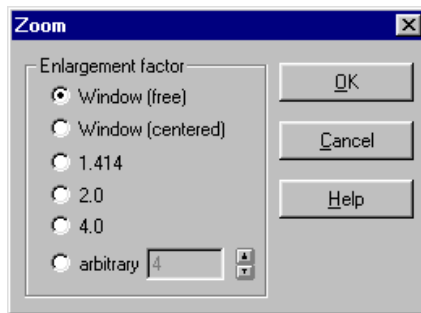 Zoom
Enlargement factor
Window (free)
Window (centered)
1.414
2.0
4.0
arbitrary 4
OK
Cancel
Help